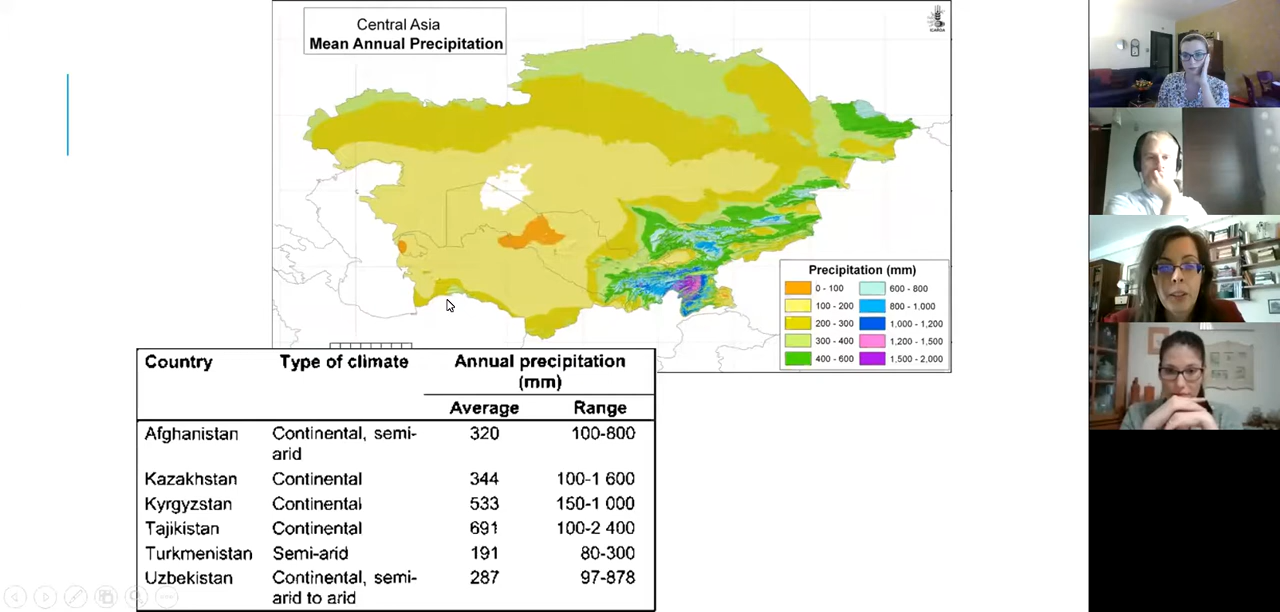 Central Asia
Mean Annual Precipitation
ICARDA
Precipitation (mm)
0 - 100
600 - 800
100 - 200
800 - 1,000
200 - 300
1,000 - 1,200
300 - 400
1,200 - 1,500
400 - 600
1,500 - 2,000
Country Type of climate Annual precipitation
(mm)
Average Range
Afghanistan Continental, semi- 320 100-800
arid
Kazakhstan Continental 344 100-1 600
Kyrgyzstan Continental 533 150-1 000
Tajikistan Continental 691 100-2 400
Turkmenistan Semi-arid 191 80-300
Uzbekistan Continental, semi- 287 97-878
arid to arid